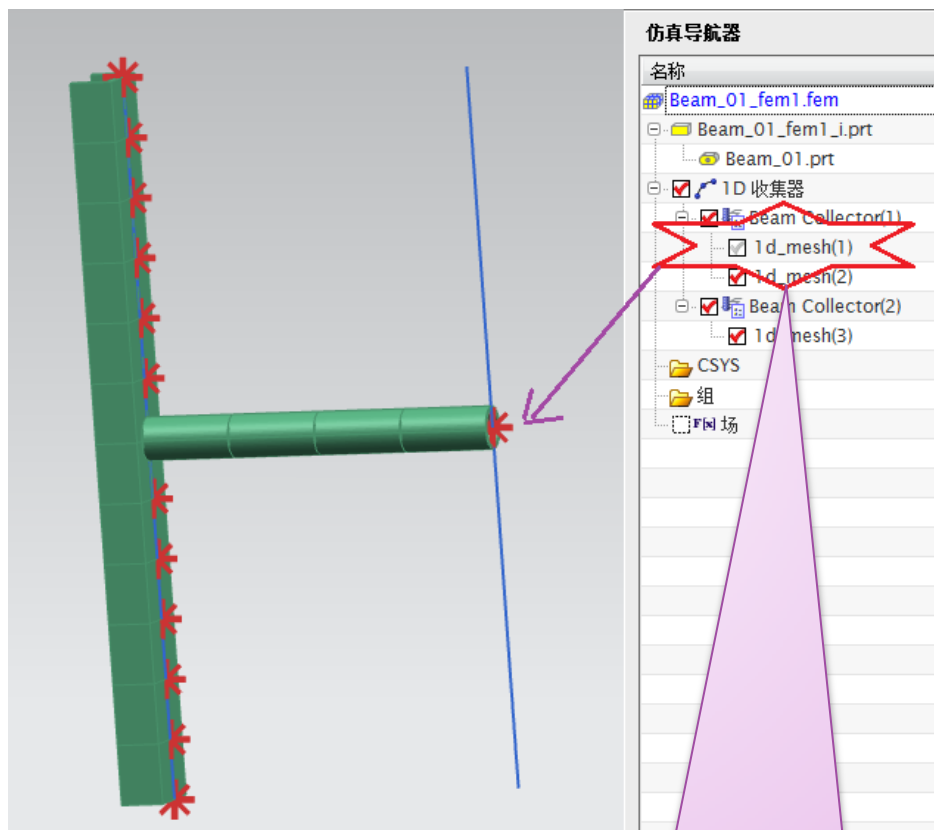 仿真导航器
名称
Beam_01_fem1.fem
Beam_01_fem1_i.prt
Beam_01.prt
1D 收集器
Beam Collector(1)
1d_mesh(1)
1d_mesh(2)
Beam Collector(2)
1d_mesh(3)
CSYS
组
F(x) 场